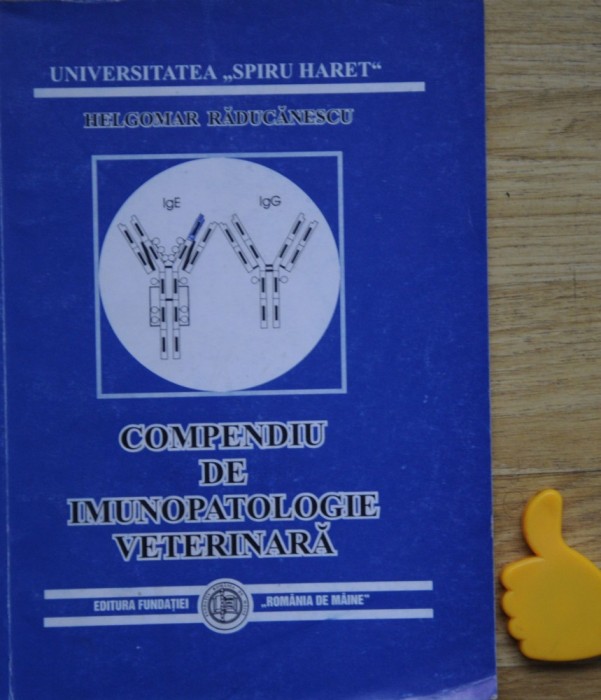 UNIVERSITATEA „SPIRU HARET“
HELGOMAR RĂDUCĂNESCU
IgE IgG
COMPENDIU
DE
IMUNOPATOLOGIE
VETERINARĂ
EDITURA FUNDAȚIEI „ROMÂNIA DE MÂINE“